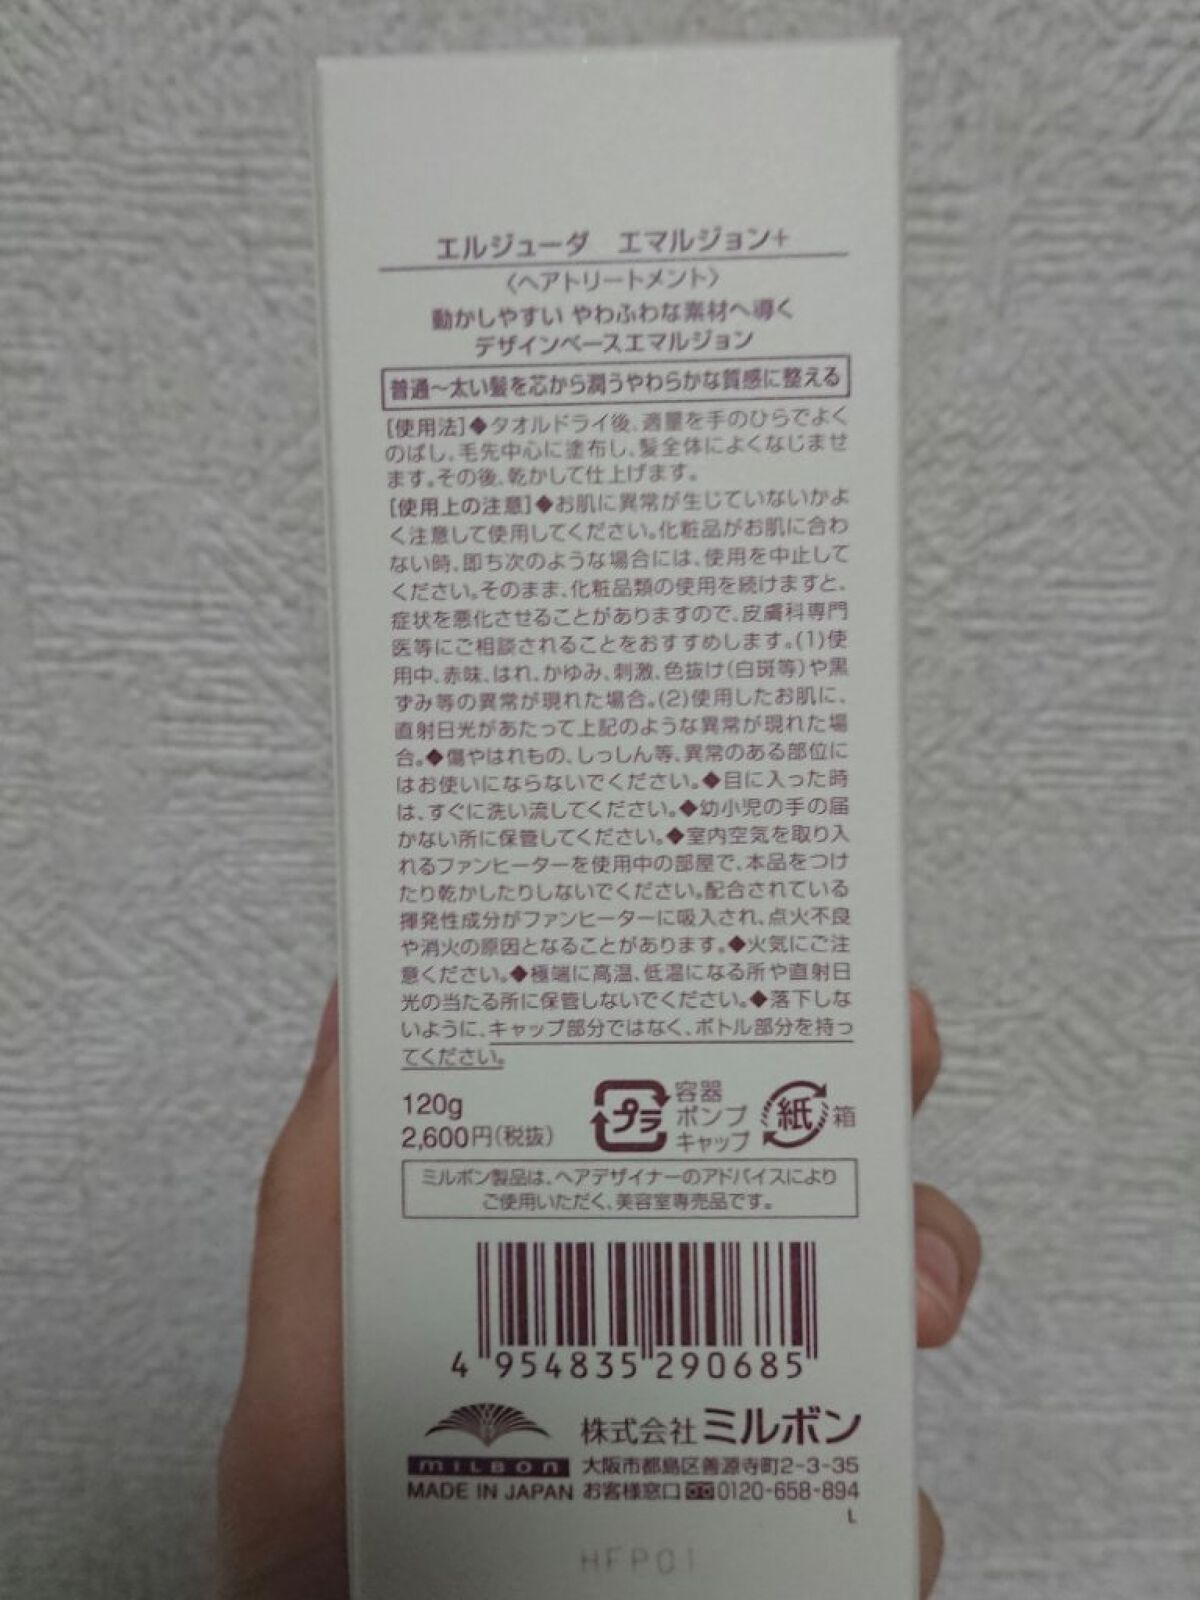 エルジューダ　エマルジョン+
〈ヘアトリートメント〉
動かしやすい やわふわな素材へ導く
デザインベースエマルジョン
普通～太い髪を芯から潤うやわらかな質感に整える
[使用法]◆タオルドライ後、適量を手のひらでよく
のばし、毛先中心に塗布し、髪全体によくなじませ
ます。その後、乾かして仕上げます。
[使用上の注意]◆お肌に異常が生じていないかよ
く注意して使用してください。化粧品がお肌に合わ
ない時、即ち次のような場合には、使用を中止して
ください。そのまま、化粧品類の使用を続けますと、
症状を悪化させることがありますので、皮膚科専門
医等にご相談されることをおすすめします。(1)使
用中、赤味、はれ、かゆみ、刺激、色抜け(白斑等)や黒
ずみ等の異常が現れた場合。(2)使用したお肌に、
直射日光があたって上記のような異常が現れた場
合。◆傷やはれもの、しっしん等、異常のある部位に
はお使いにならないでください。◆目に入った時
は、すぐに洗い流してください。◆幼小児の手の届
かない所に保管してください。◆室内空気を取り入
れるファンヒーターを使用中の部屋で、本品をつけ
たり乾かしたりしないでください。配合されている
揮発性成分がファンヒーターに吸入され、点火不良
や消火の原因となることがあります。◆火気にご注
意ください。◆極端に高温、低温になる所や直射日
光の当たる所に保管しないでください。◆落下しな
いように、キャップ部分ではなく、ボトル部分を持っ
てください。
120g
2,600円(税抜)
プラ
容器
ポンプ
キャップ
紙
箱
ミルボン製品は、ヘアデザイナーのアドバイスにより
ご使用いただく、美容室専売品です。
4 954835 290685
株式会社ミルボン
MILBON
大阪市都島区善源寺町2-3-35
MADE IN JAPAN
お客様窓口 0120-658-894
L
HFP01